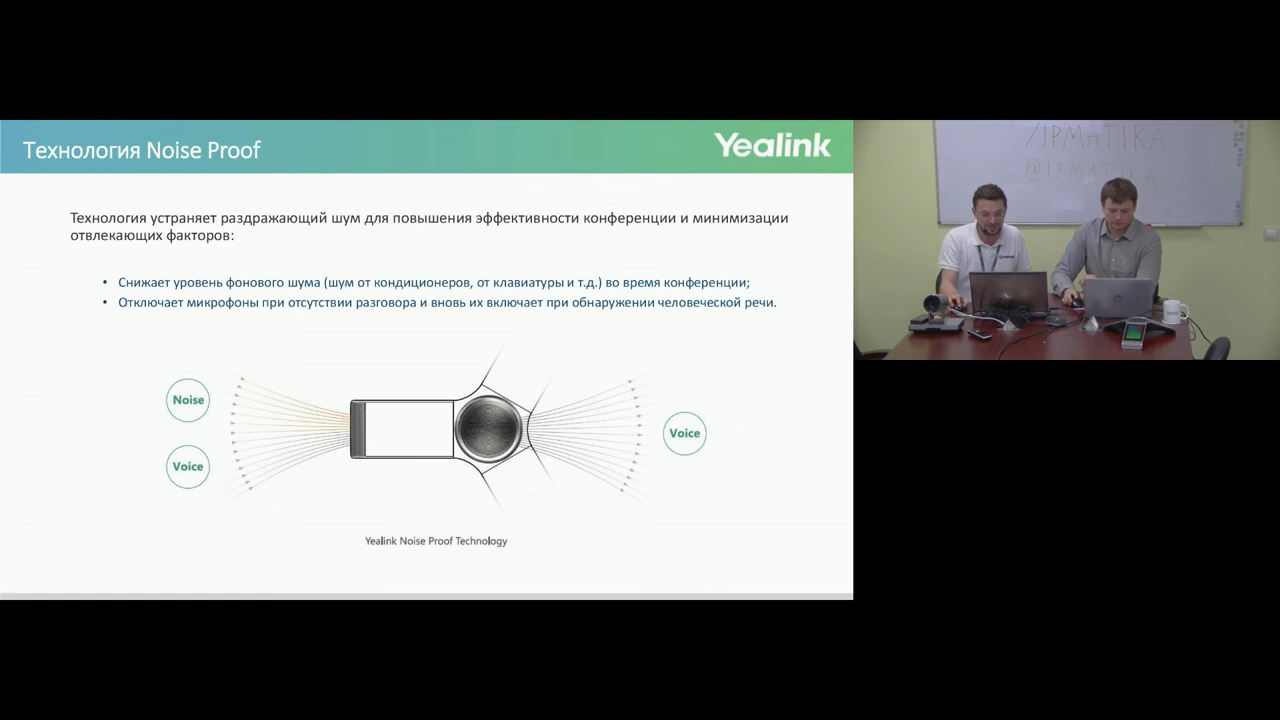 Технология Noise Proof
Yealink
Технология устраняет раздражающий шум для повышения эффективности конференции и минимизации
отвлекающих факторов:
• Снижает уровень фонового шума (шум от кондиционеров, от клавиатуры и т.д.) во время конференции;
• Отключает микрофоны при отсутствии разговора и вновь их включает при обнаружении человеческой речи.
Noise
Voice
Voice
Yealink Noise Proof Technology
/IPMATIKA
@IPMATIKA